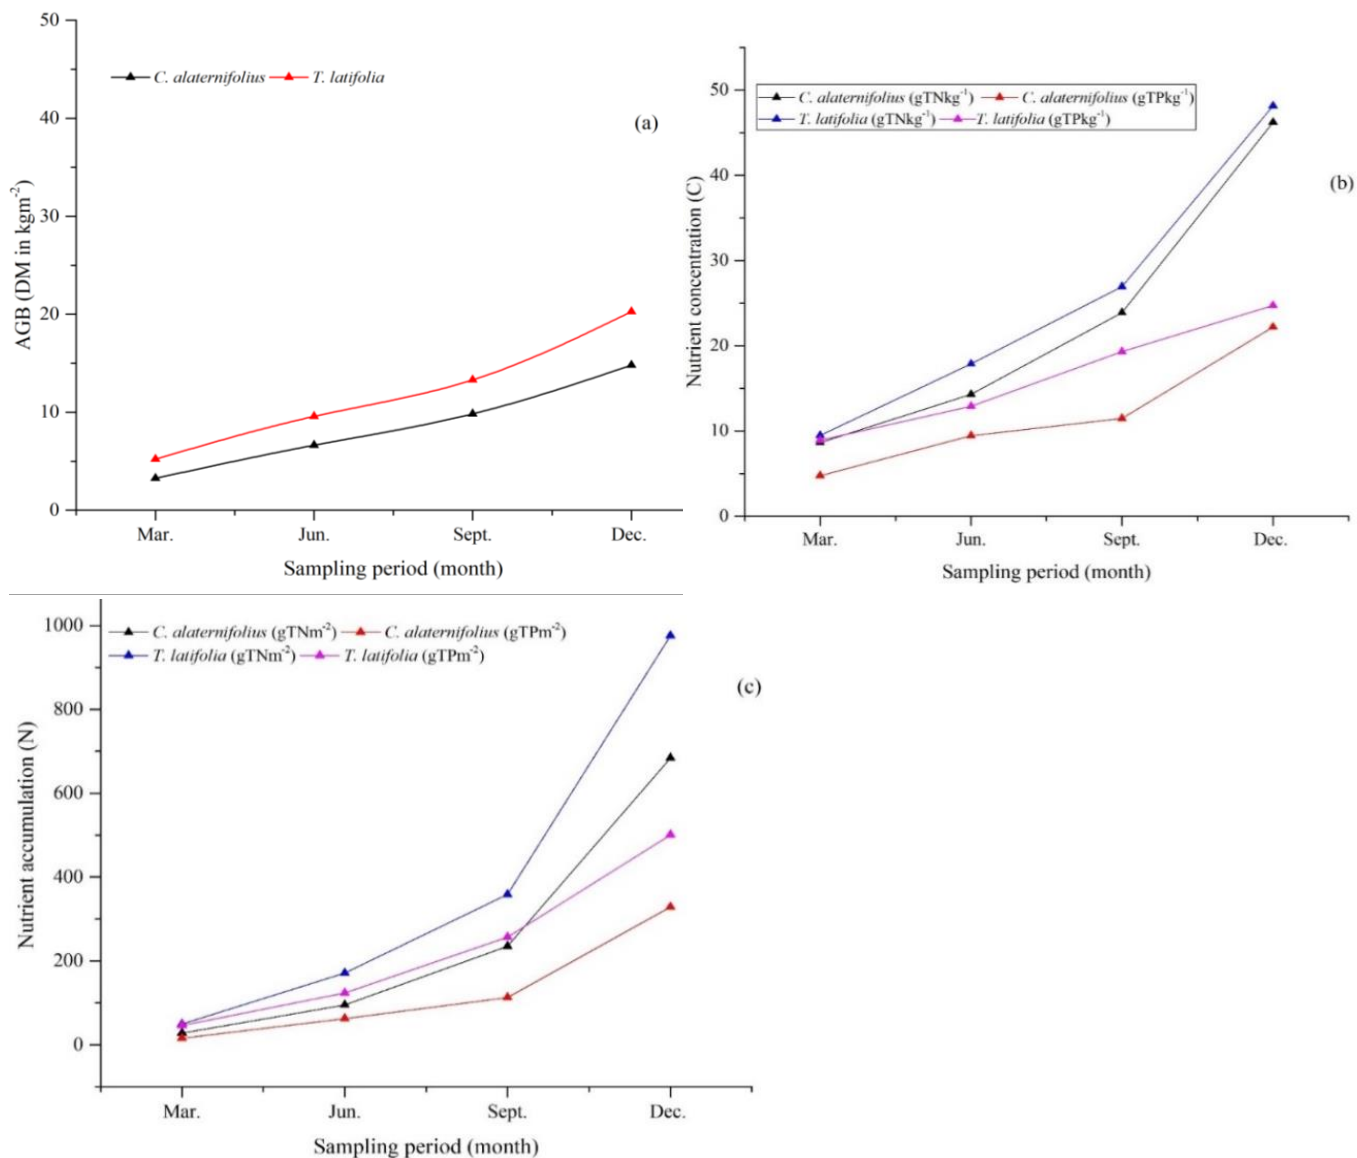 50
40
30
20
10
0
AGB (DM in kgm⁻²)
C. alaternifolius T. latifolia
(a)
Mar. Jun. Sept. Dec.
Sampling period (month)
50
40
30
20
10
0
Nutrient concentration (C)
C. alaternifolius (gTNkg⁻¹) C. alaternifolius (gTPkg⁻¹)
T. latifolia (gTNkg⁻¹) T. latifolia (gTPkg⁻¹)
(b)
Mar. Jun. Sept. Dec.
Sampling period (month)
1000
800
600
400
200
0
Nutrient accumulation (N)
C. alaternifolius (gTNm⁻²) C. alaternifolius (gTPm⁻²)
T. latifolia (gTNm⁻²) T. latifolia (gTPm⁻²)
(c)
Mar. Jun. Sept. Dec.
Sampling period (month)